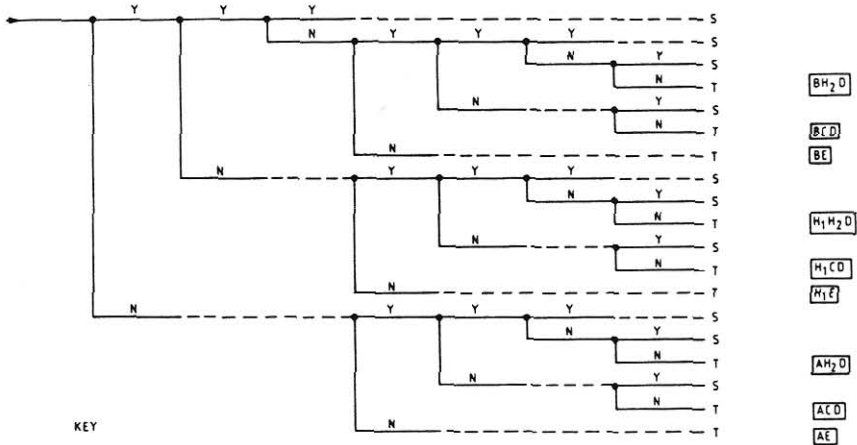 Y Y Y S
N Y Y Y S
N Y S
N T BH₂D
N Y S
N T BCD
N T BE
N Y Y Y S
N Y S
N T H₁H₂D
N Y S
N T H₁CD
N T H₁E
N Y Y Y S
N Y S
N T AH₂D
N Y S
N T ACD
KEY N T AE